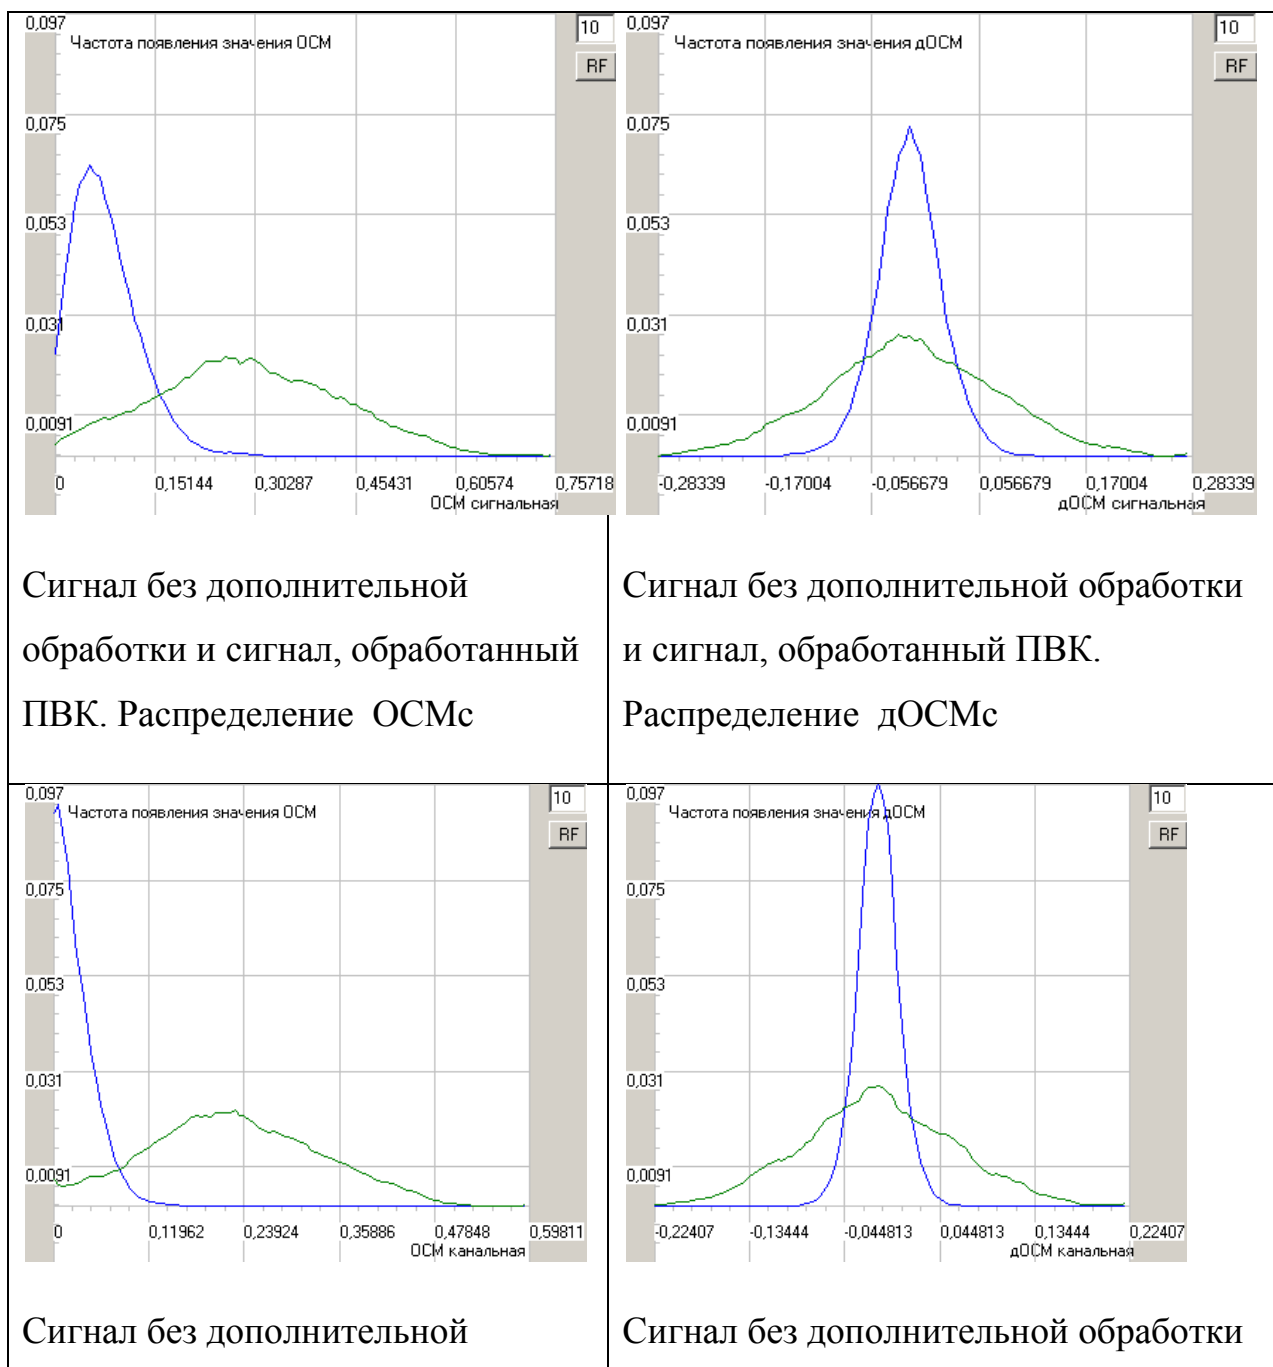 0,097
Частота появления значения ОСМ
10
RF
0,075
0,053
0,031
0,0091
0
0,15144
0,30287
0,45431
0,60574
0,75718
ОСМ сигнальная
0,097
Частота появления значения дОСМ
10
RF
0,075
0,053
0,031
0,0091
-0,28339
-0,17004
-0,056679
0,056679
0,17004
0,28339
дОСМ сигнальная
Сигнал без дополнительной
обработки и сигнал, обработанный
ПВК. Распределение ОСМс
Сигнал без дополнительной обработки
и сигнал, обработанный ПВК.
Распределение дОСМс
0,097
Частота появления значения ОСМ
10
RF
0,075
0,053
0,031
0,0091
0
0,11962
0,23924
0,35886
0,47848
0,59811
ОСМ канальная
0,097
Частота появления значения дОСМ
10
RF
0,075
0,053
0,031
0,0091
-0,22407
-0,13444
-0,044813
0,044813
0,13444
0,22407
дОСМ канальная
Сигнал без дополнительной
Сигнал без дополнительной обработки